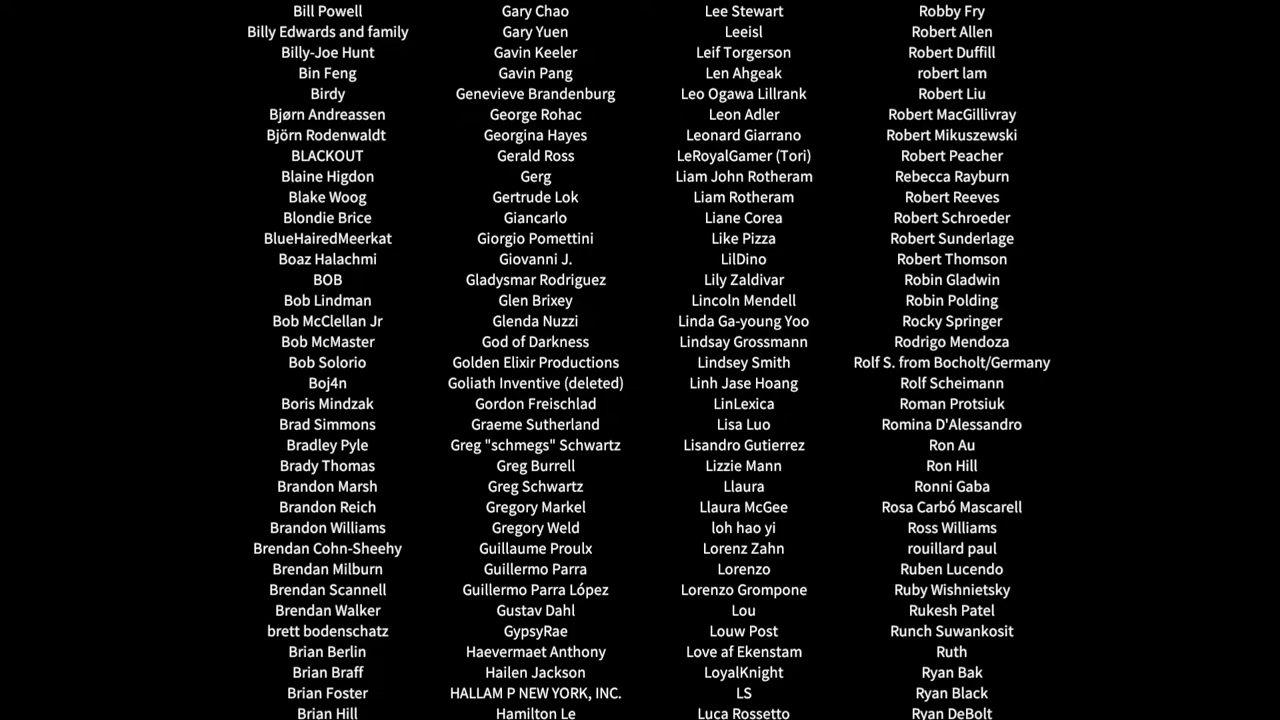 Bill Powell
Billy Edwards and family
Billy-Joe Hunt
Bin Feng
Birdy
Bjørn Andreassen
Björn Rodenwaldt
BLACKOUT
Blaine Higdon
Blake Woog
Blondie Brice
BlueHairedMeerkat
Boaz Halachmi
BOB
Bob Lindman
Bob McClellan Jr
Bob McMaster
Bob Solorio
Boj4n
Boris Mindzak
Brad Simmons
Bradley Pyle
Brady Thomas
Brandon Marsh
Brandon Reich
Brandon Williams
Brendan Cohn-Sheehy
Brendan Milburn
Brendan Scannell
Brendan Walker
brett bodenschatz
Brian Berlin
Brian Braff
Brian Foster
Brian Hill
Gary Chao
Gary Yuen
Gavin Keeler
Gavin Pang
Genevieve Brandenburg
George Rohac
Georgina Hayes
Gerald Ross
Gerg
Gertrude Lok
Giancarlo
Giorgio Pomettini
Giovanni J.
Gladysmar Rodriguez
Glen Brixey
Glenda Nuzzi
God of Darkness
Golden Elixir Productions
Goliath Inventive (deleted)
Gordon Freischlad
Graeme Sutherland
Greg "schmegs" Schwartz
Greg Burrell
Greg Schwartz
Gregory Markel
Gregory Weld
Guillaume Proulx
Guillermo Parra
Guillermo Parra López
Gustav Dahl
GypsyRae
Haevermaet Anthony
Hailen Jackson
HALLAM P NEW YORK, INC.
Hamilton Le
Lee Stewart
Leeisl
Leif Torgerson
Len Ahgeak
Leo Ogawa Lillrank
Leon Adler
Leonard Giarrano
LeRoyalGamer (Tori)
Liam John Rotheram
Liam Rotheram
Liane Corea
Like Pizza
LilDino
Lily Zaldivar
Lincoln Mendell
Linda Ga-young Yoo
Lindsay Grossmann
Lindsey Smith
Linh Jase Hoang
LinLexica
Lisa Luo
Lisandro Gutierrez
Lizzie Mann
Llaura
Llaura McGee
loh hao yi
Lorenz Zahn
Lorenzo
Lorenzo Grompone
Lou
Louw Post
Love af Ekenstam
LoyalKnight
LS
Luca Rossetto
Robby Fry
Robert Allen
Robert Duffill
robert lam
Robert Liu
Robert MacGillivray
Robert Mikuszewski
Robert Peacher
Rebecca Rayburn
Robert Reeves
Robert Schroeder
Robert Sunderlage
Robert Thomson
Robin Gladwin
Robin Polding
Rocky Springer
Rodrigo Mendoza
Rolf S. from Bocholt/Germany
Rolf Scheimann
Roman Protsiuk
Romina D'Alessandro
Ron Au
Ron Hill
Ronni Gaba
Rosa Carbó Mascarell
Ross Williams
rouillard paul
Ruben Lucendo
Ruby Wishnietsky
Rukesh Patel
Runch Suwankosit
Ruth
Ryan Bak
Ryan Black
Ryan DeBolt